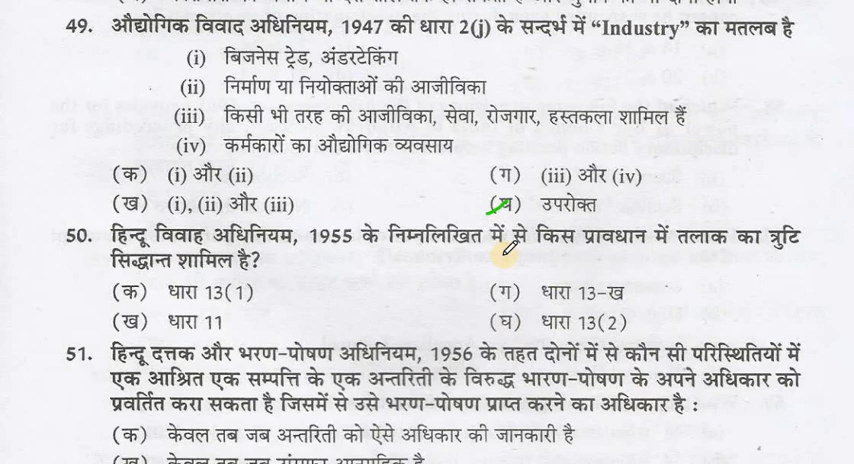 49. औद्योगिक विवाद अधिनियम, 1947 की धारा 2(j) के सन्दर्भ में “Industry” का मतलब है
(i) बिजनेस ट्रेड, अंडरटेकिंग
(ii) निर्माण या नियोक्ताओं की आजीविका
(iii) किसी भी तरह की आजीविका, सेवा, रोजगार, हस्तकला शामिल हैं
(iv) कर्मकारों का औद्योगिक व्यवसाय
(क) (i) और (ii) (ग) (iii) और (iv)
(ख) (i), (ii) और (iii) (घ) उपरोक्त
50. हिन्दू विवाह अधिनियम, 1955 के निम्नलिखित में से किस प्रावधान में तलाक का त्रुटि
सिद्धान्त शामिल है?
(क) धारा 13(1) (ग) धारा 13-ख
(ख) धारा 11 (घ) धारा 13(2)
51. हिन्दू दत्तक और भरण-पोषण अधिनियम, 1956 के तहत दोनों में से कौन सी परिस्थितियों में
एक आश्रित एक सम्पत्ति के एक अन्तरिती के विरुद्ध भारण-पोषण के अपने अधिकार को
प्रवर्तित करा सकता है जिसमें से उसे भरण-पोषण प्राप्त करने का अधिकार है :
(क) केवल तब जब अन्तरिती को ऐसे अधिकार की जानकारी है